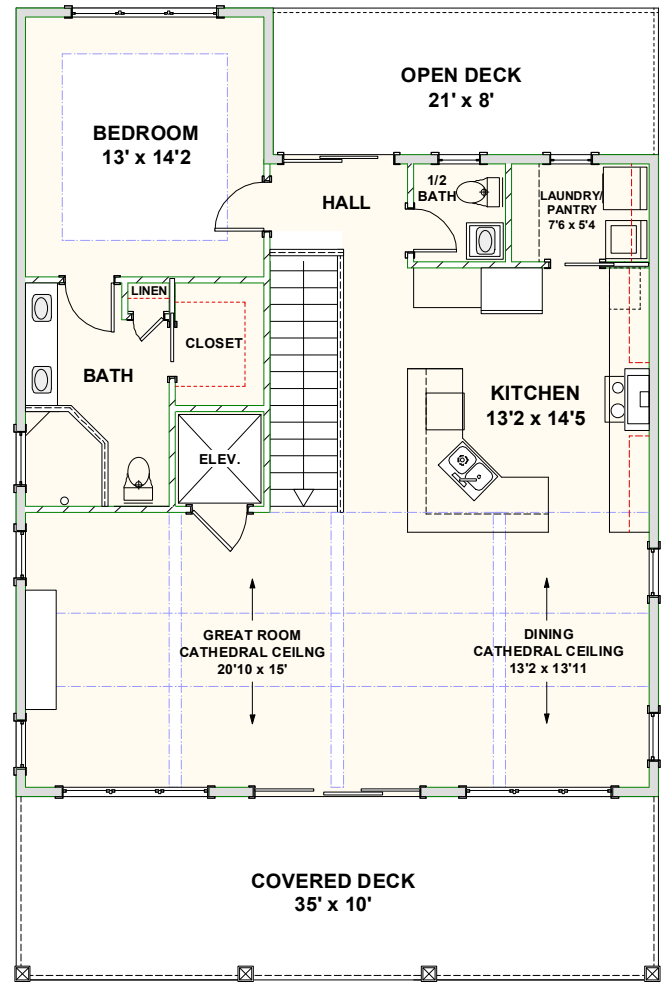 OPEN DECK
21' x 8'
BEDROOM
13' x 14'2
1/2
BATH
HALL
LAUNDRY/
PANTRY
7'6 x 5'4
LINEN
CLOSET
BATH
KITCHEN
13'2 x 14'5
ELEV.
GREAT ROOM
CATHEDRAL CEILNG
20'10 x 15'
DINING
CATHEDRAL CEILING
13'2 x 13'11
COVERED DECK
35' x 10'